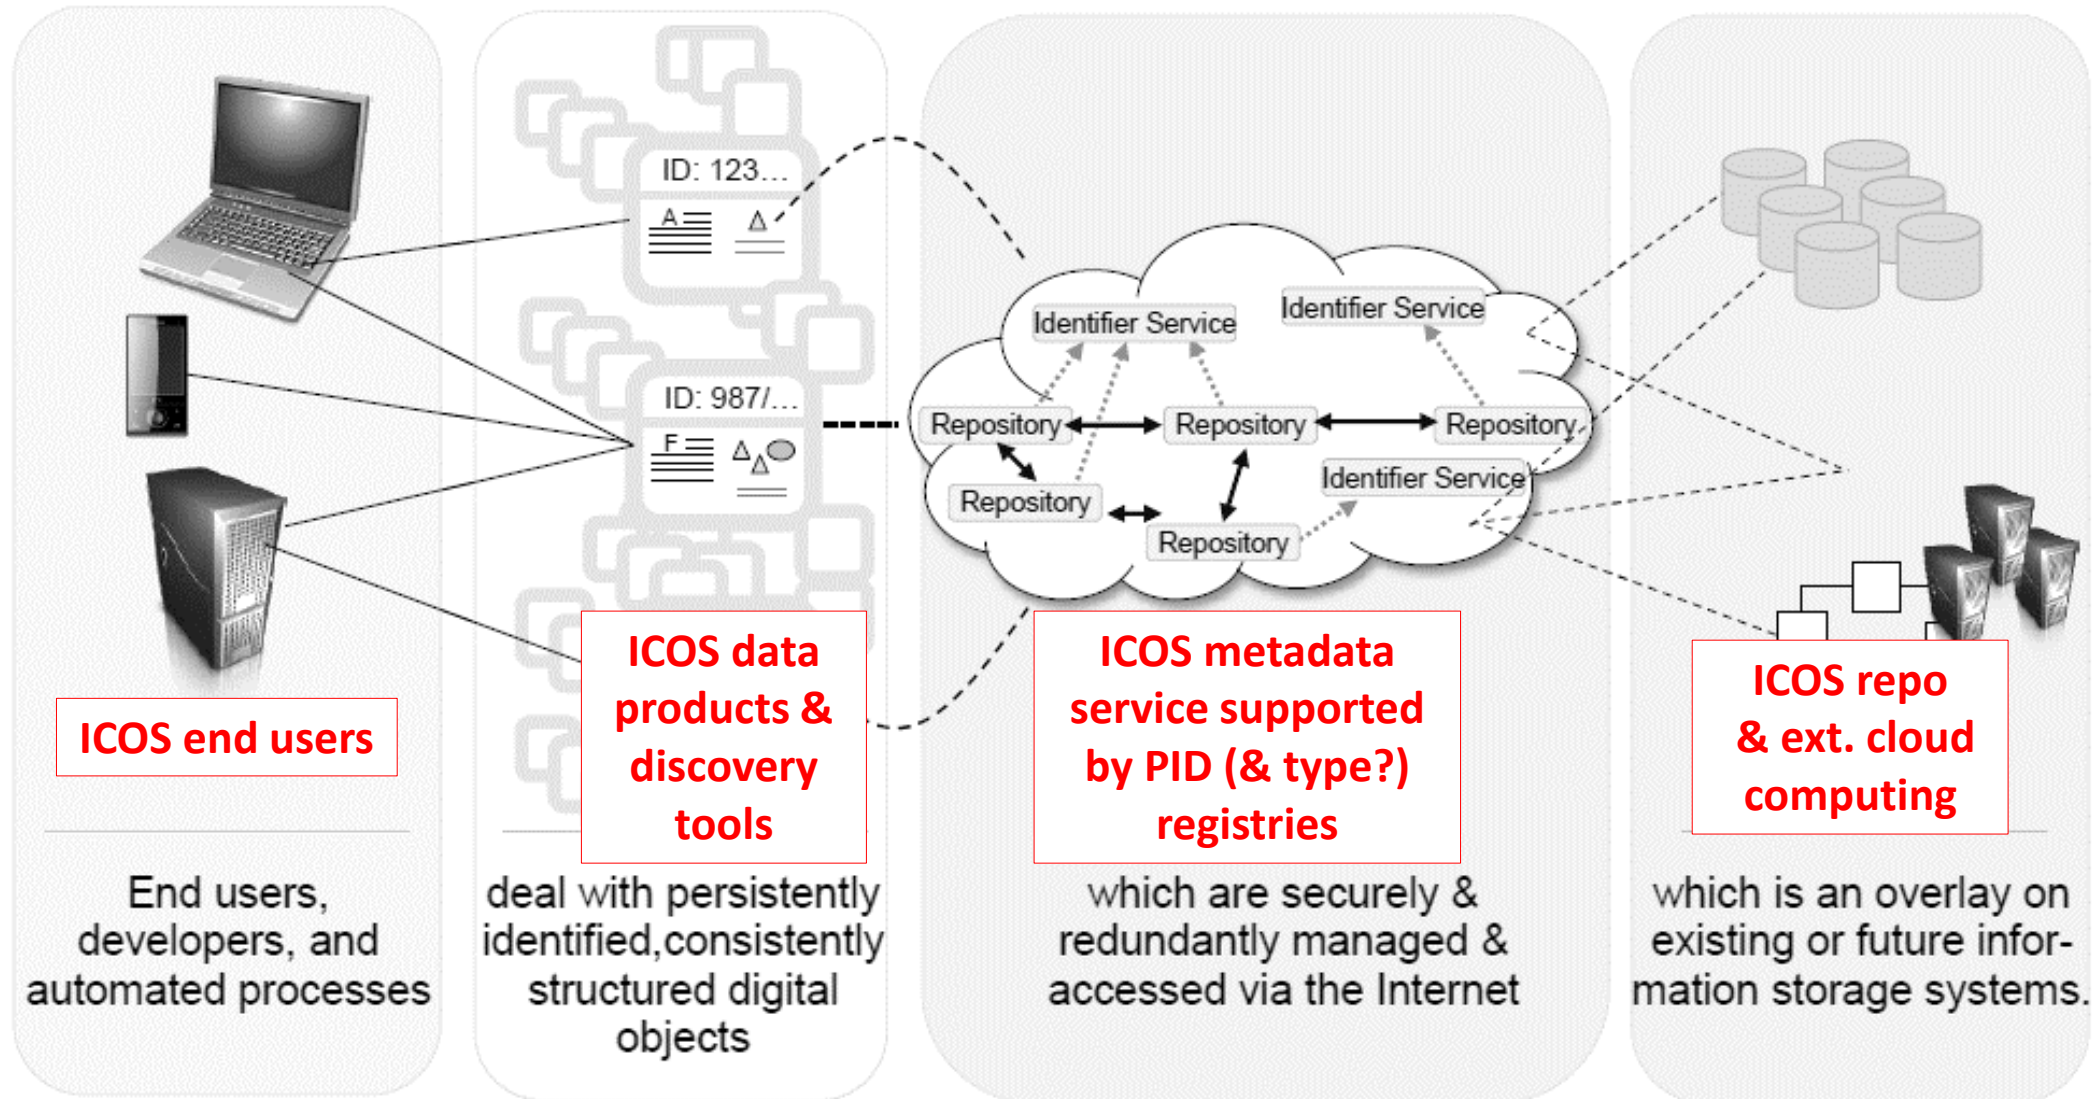 ID: 123...
A
ID: 987/...
F
Identifier Service
Identifier Service
Repository
Repository
Repository
Identifier Service
Repository
Repository
ICOS end users
ICOS data
products &
discovery
tools
ICOS metadata
service supported
by PID (& type?)
registries
ICOS repo
& ext. cloud
computing
End users,
developers, and
automated processes
deal with persistently
identified,consistently
structured digital
objects
which are securely &
redundantly managed &
accessed via the Internet
which is an overlay on
existing or future infor-
mation storage systems.